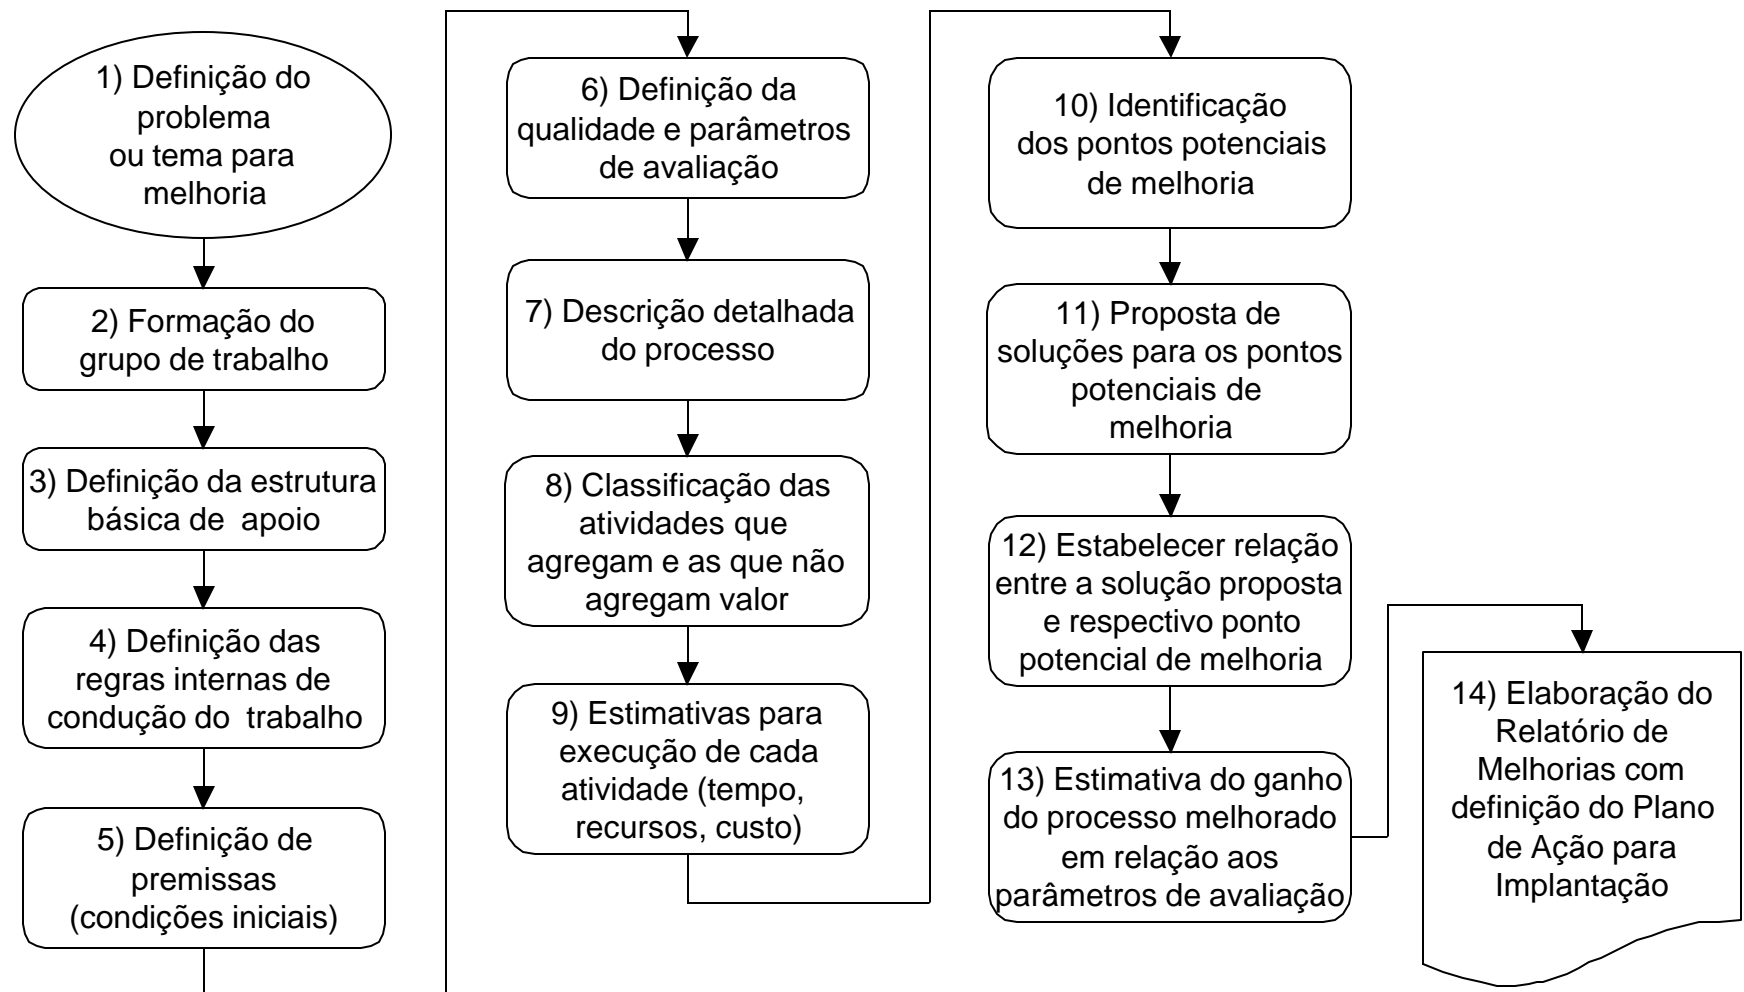 1) Definição do
problema
ou tema para
melhoria
2) Formação do
grupo de trabalho
3) Definição da estrutura
básica de apoio
4) Definição das
regras internas de
condução do trabalho
5) Definição de
premissas
(condições iniciais)
6) Definição da
qualidade e parâmetros
de avaliação
7) Descrição detalhada
do processo
8) Classificação das
atividades que
agregam e as que não
agregam valor
9) Estimativas para
execução de cada
atividade (tempo,
recursos, custo)
10) Identificação
dos pontos potenciais
de melhoria
11) Proposta de
soluções para os pontos
potenciais de
melhoria
12) Estabelecer relação
entre a solução proposta
e respectivo ponto
potencial de melhoria
13) Estimativa do ganho
do processo melhorado
em relação aos
parâmetros de avaliação
14) Elaboração do
Relatório de
Melhorias com
definição do Plano
de Ação para
Implantação